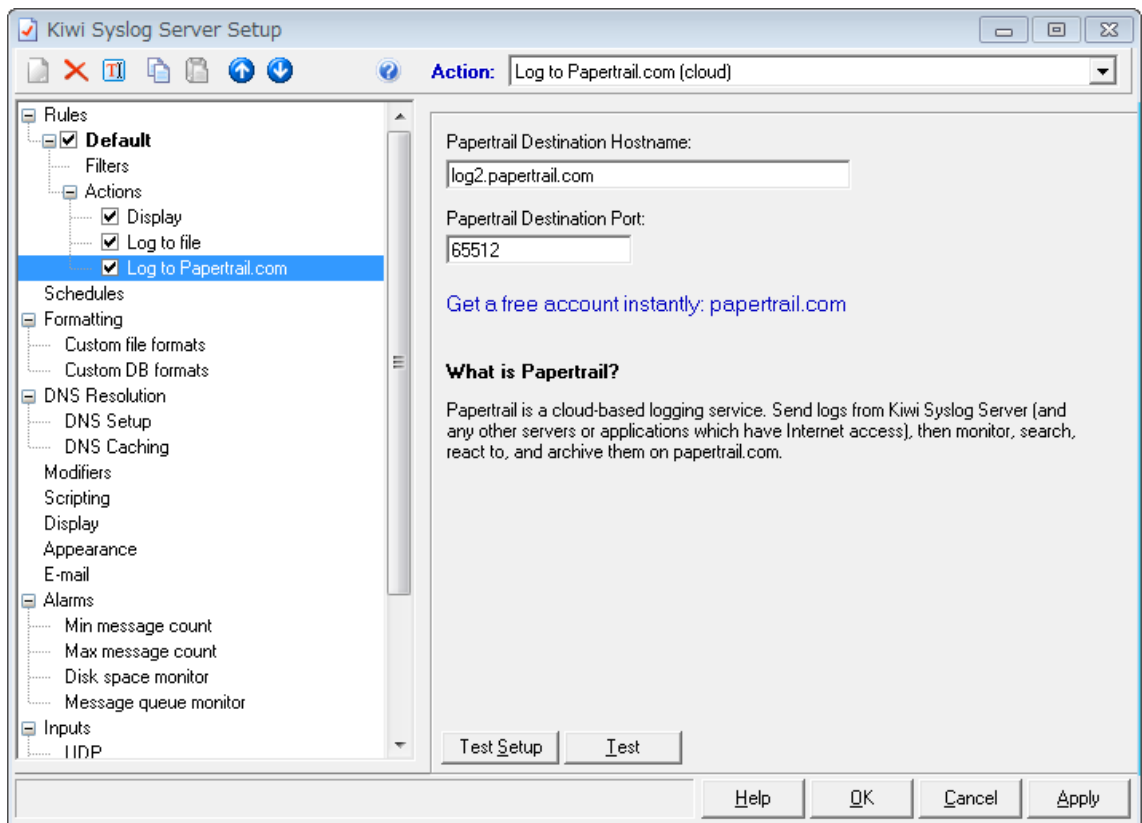 Kiwi Syslog Server Setup
Action: Log to Papertrail.com (cloud)
Rules
Default
Filters
Actions
Display
Log to file
Log to Papertrail.com
Schedules
Formatting
Custom file formats
Custom DB formats
DNS Resolution
DNS Setup
DNS Caching
Modifiers
Scripting
Display
Appearance
E-mail
Alarms
Min message count
Max message count
Disk space monitor
Message queue monitor
Inputs
UDP
Papertrail Destination Hostname:
log2.papertrail.com
Papertrail Destination Port:
65512
Get a free account instantly: papertrail.com
What is Papertrail?
Papertrail is a cloud-based logging service. Send logs from Kiwi Syslog Server (and
any other servers or applications which have Internet access), then monitor, search,
react to, and archive them on papertrail.com.
Test Setup
Test
Help
OK
Cancel
Apply